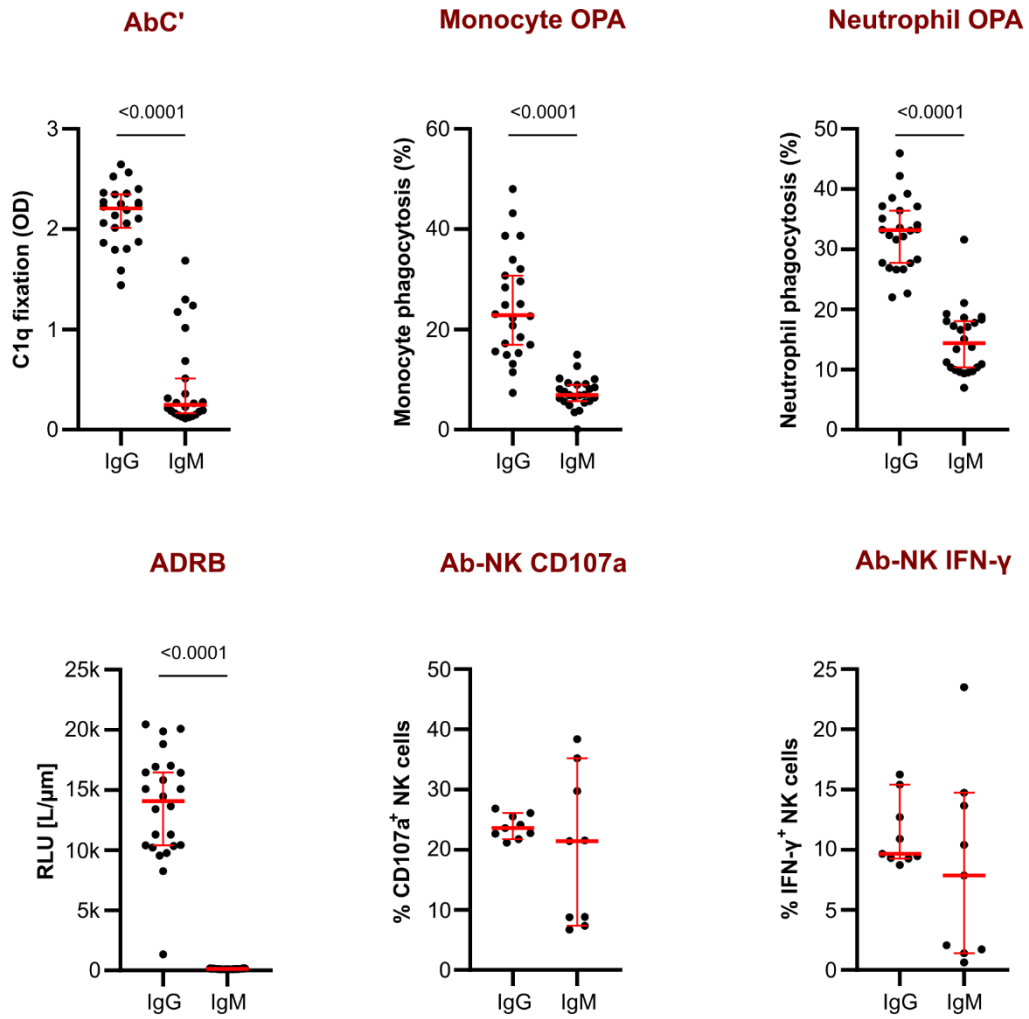 AbC'
<0.0001
C1q fixation (OD)
3
2
1
0
IgG IgM
Monocyte OPA
<0.0001
Monocyte phagocytosis (%)
60
40
20
0
IgG IgM
Neutrophil OPA
<0.0001
Neutrophil phagocytosis (%)
50
40
30
20
10
0
IgG IgM
ADRB
<0.0001
RLU [L/µm]
25k
20k
15k
10k
5k
0
IgG IgM
Ab-NK CD107a
% CD107a⁺ NK cells
50
40
30
20
10
0
IgG IgM
Ab-NK IFN-γ
% IFN-γ⁺ NK cells
25
20
15
10
5
0
IgG IgM